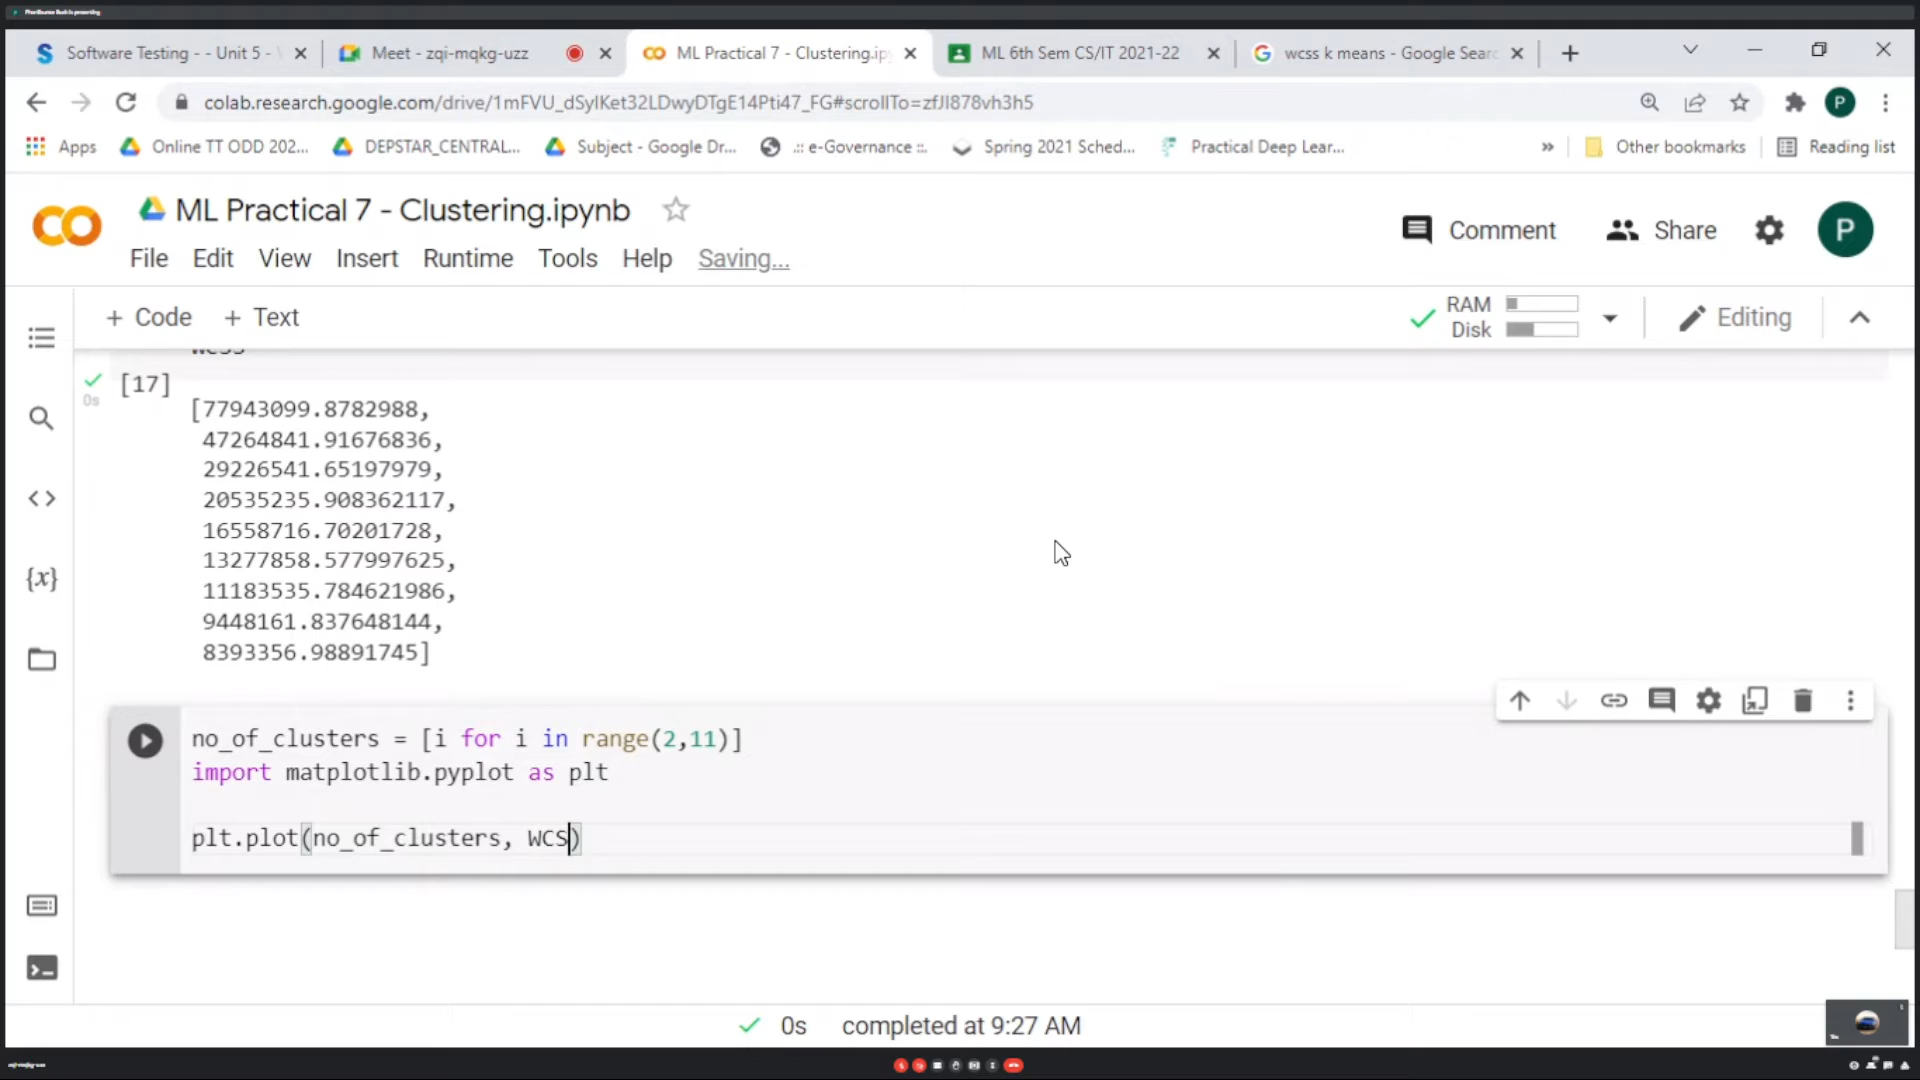 Software Testing - - Unit 5 -
Meet - zqi-mqkg-uzz
ML Practical 7 - Clustering.ip
ML 6th Sem CS/IT 2021-22
wcss k means - Google Searc
colab.research.google.com/drive/1mFVU_dSyIKet32LDwyDTgE14Pti47_FG#scrollTo=zfJl878vh3h5
P
Apps
Online TT ODD 202...
DEPSTAR_CENTRAL...
Subject - Google Dr...
.:: e-Governance ::.
Spring 2021 Sched...
Practical Deep Lear...
»
Other bookmarks
Reading list
ML Practical 7 - Clustering.ipynb
Comment
Share
P
File Edit View Insert Runtime Tools Help Saving...
+ Code + Text
RAM
Disk
Editing
[17]
0s
[77943099.8782988,
47264841.91676836,
29226541.65197979,
20535235.908362117,
16558716.70201728,
13277858.577997625,
11183535.784621986,
9448161.837648144,
8393356.98891745]
no_of_clusters = [i for i in range(2,11)]
import matplotlib.pyplot as plt
plt.plot(no_of_clusters, WCS)
0s completed at 9:27 AM